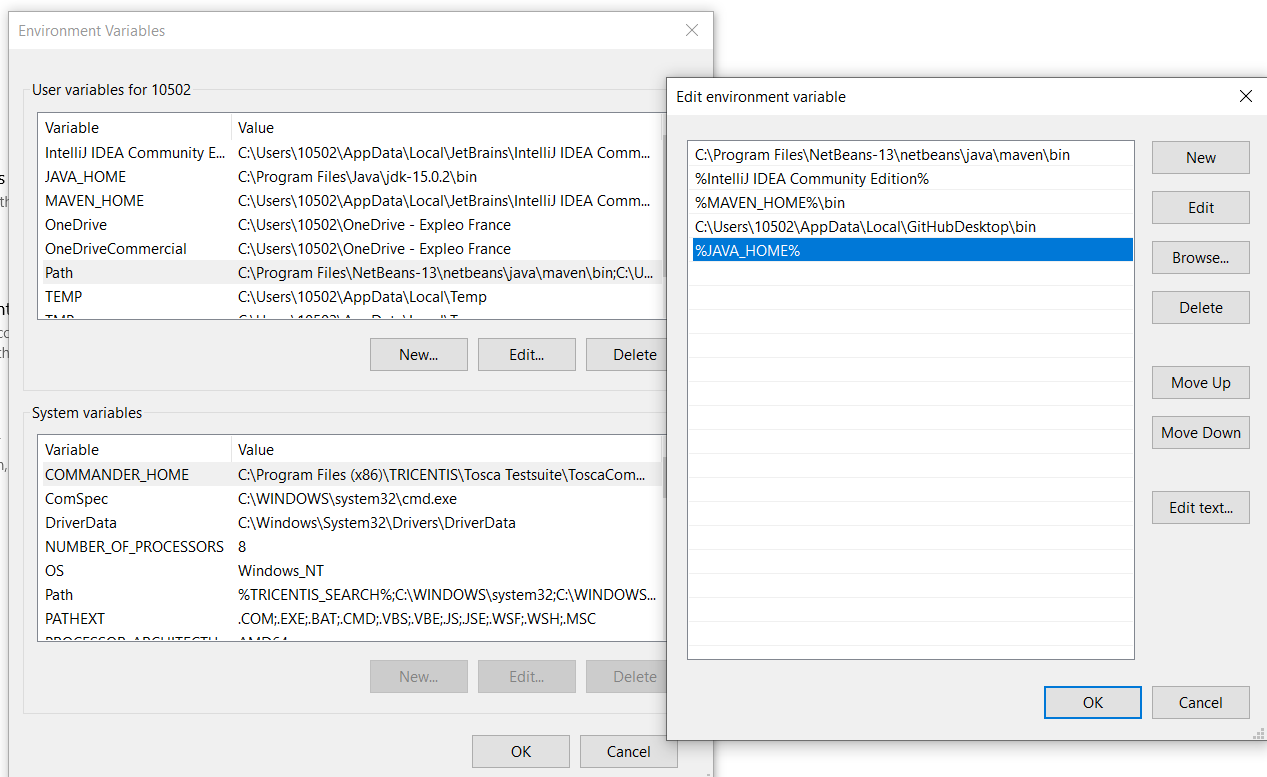 Environment Variables
User variables for 10502
Variable Value
IntelliJ IDEA Community E... C:\Users\10502\AppData\Local\JetBrains\IntelliJ IDEA Comm...
JAVA_HOME C:\Program Files\Java\jdk-15.0.2\bin
MAVEN_HOME C:\Users\10502\AppData\Local\JetBrains\IntelliJ IDEA Comm...
OneDrive C:\Users\10502\OneDrive - Expleo France
OneDriveCommercial C:\Users\10502\OneDrive - Expleo France
Path C:\Program Files\NetBeans-13\netbeans\java\maven\bin;C:\U...
TEMP C:\Users\10502\AppData\Local\Temp
New... Edit... Delete
System variables
Variable Value
COMMANDER_HOME C:\Program Files (x86)\TRICENTIS\Tosca Testsuite\ToscaCom...
ComSpec C:\WINDOWS\system32\cmd.exe
DriverData C:\Windows\System32\Drivers\DriverData
NUMBER_OF_PROCESSORS 8
OS Windows_NT
Path %TRICENTIS_SEARCH%;C:\WINDOWS\system32;C:\WINDOWS...
PATHEXT .COM;.EXE;.BAT;.CMD;.VBS;.VBE;.JS;.JSE;.WSF;.WSH;.MSC
New... Edit... Delete
OK Cancel
Edit environment variable
C:\Program Files\NetBeans-13\netbeans\java\maven\bin
%IntelliJ IDEA Community Edition%
%MAVEN_HOME%\bin
C:\Users\10502\AppData\Local\GitHubDesktop\bin
%JAVA_HOME%
New
Edit
Browse...
Delete
Move Up
Move Down
Edit text...
OK Cancel